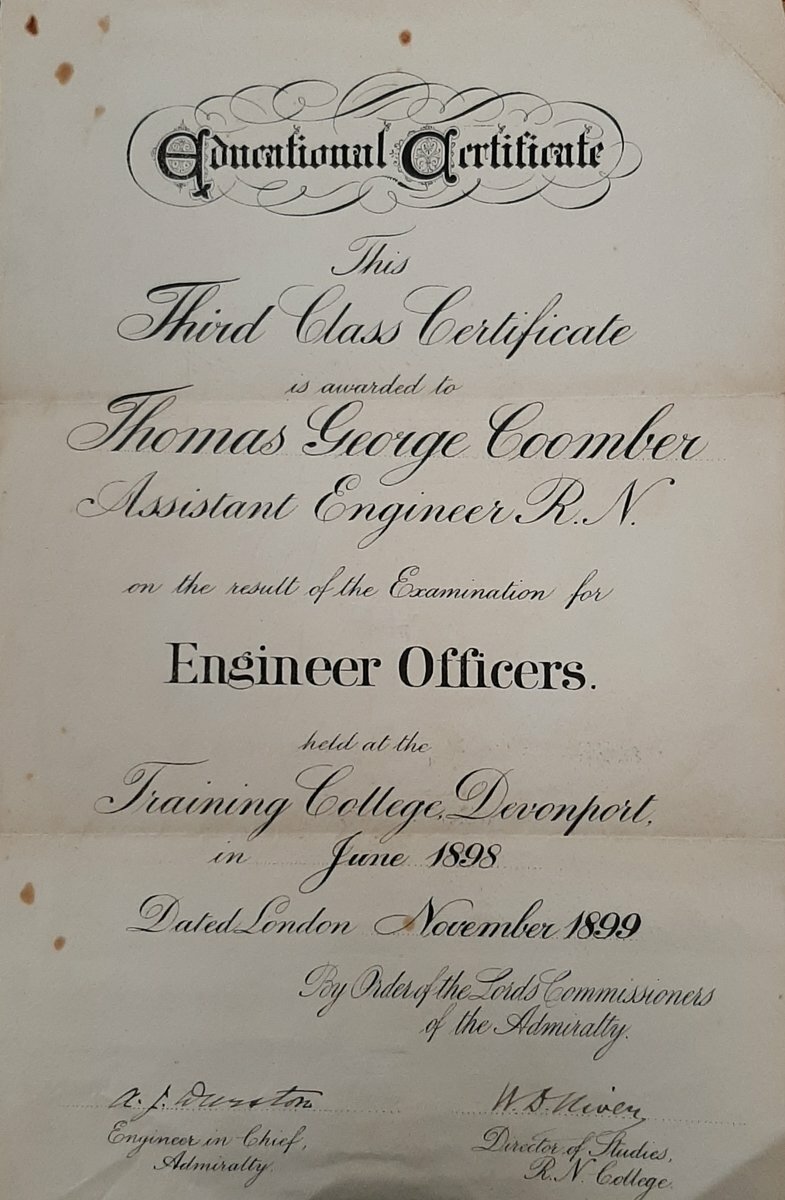 Educational Certificate
This
Third Class Certificate
is awarded to
Thomas George Coomber
Assistant Engineer R.N.
on the result of the Examination for
Engineer Officers.
held at the
Training College, Devonport,
in June 1898
Dated London November 1899
By Order of the Lords Commissioners
of the Admiralty.
A. J. Durston
W. D. Niven
Engineer in Chief,
Admiralty.
Director of Studies,
R.N. College.